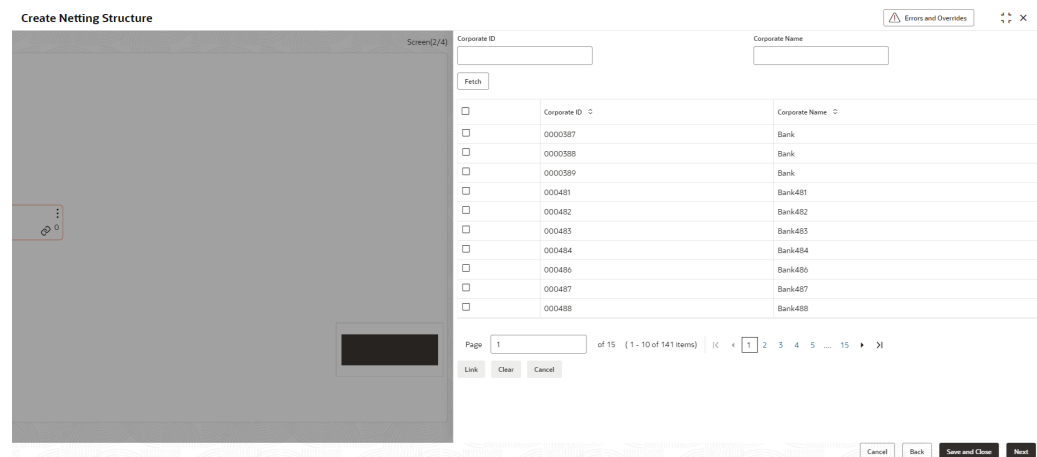 Create Netting Structure
Errors and Overrides
Screen(2/4)
Corporate ID Corporate Name
Fetch
Corporate ID Corporate Name
0000387 Bank
0000388 Bank
0000389 Bank
000481 Bank481
000482 Bank482
000483 Bank483
000484 Bank484
000486 Bank486
000487 Bank487
000488 Bank488
0
Page 1 of 15 (1 - 10 of 141 items) 1 2 3 4 5 .... 15
Link Clear Cancel
Cancel Back Save and Close Next